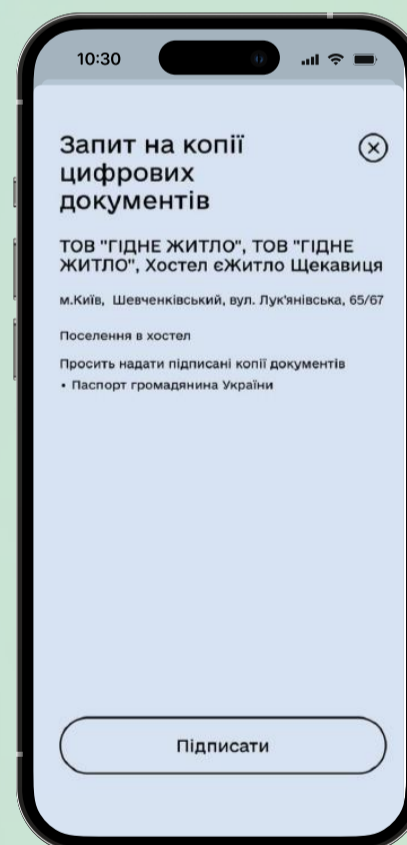 10:30
Запит на копії
цифрових
документів
ТОВ "ГІДНЕ ЖИТЛО", ТОВ "ГІДНЕ
ЖИТЛО", Хостел єЖитло Щекавиця
м.Київ, Шевченківський, вул. Лук'янівська, 65/67
Поселення в хостел
Просить надати підписані копії документів
• Паспорт громадянина України
Підписати